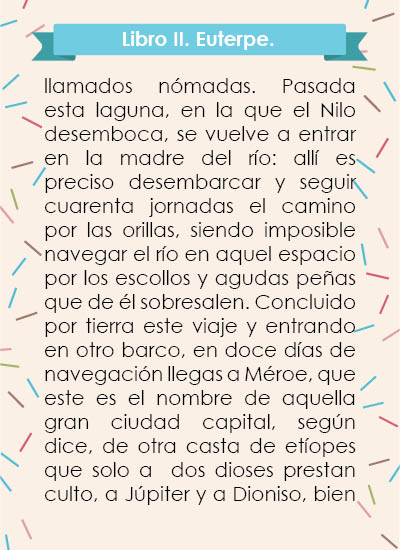 Libro II. Euterpe.
llamados nómadas. Pasada
esta laguna, en la que el Nilo
desemboca, se vuelve a entrar
en la madre del río: allí es
preciso desembarcar y seguir
cuarenta jornadas el camino
por las orillas, siendo imposible
navegar el río en aquel espacio
por los escollos y agudas peñas
que de él sobresalen. Concluido
por tierra este viaje y entrando
en otro barco, en doce días de
navegación llegas a Méroe, que
este es el nombre de aquella
gran ciudad capital, según
dice, de otra casta de etíopes
que solo a dos dioses prestan
culto, a Júpiter y a Dioniso, bien